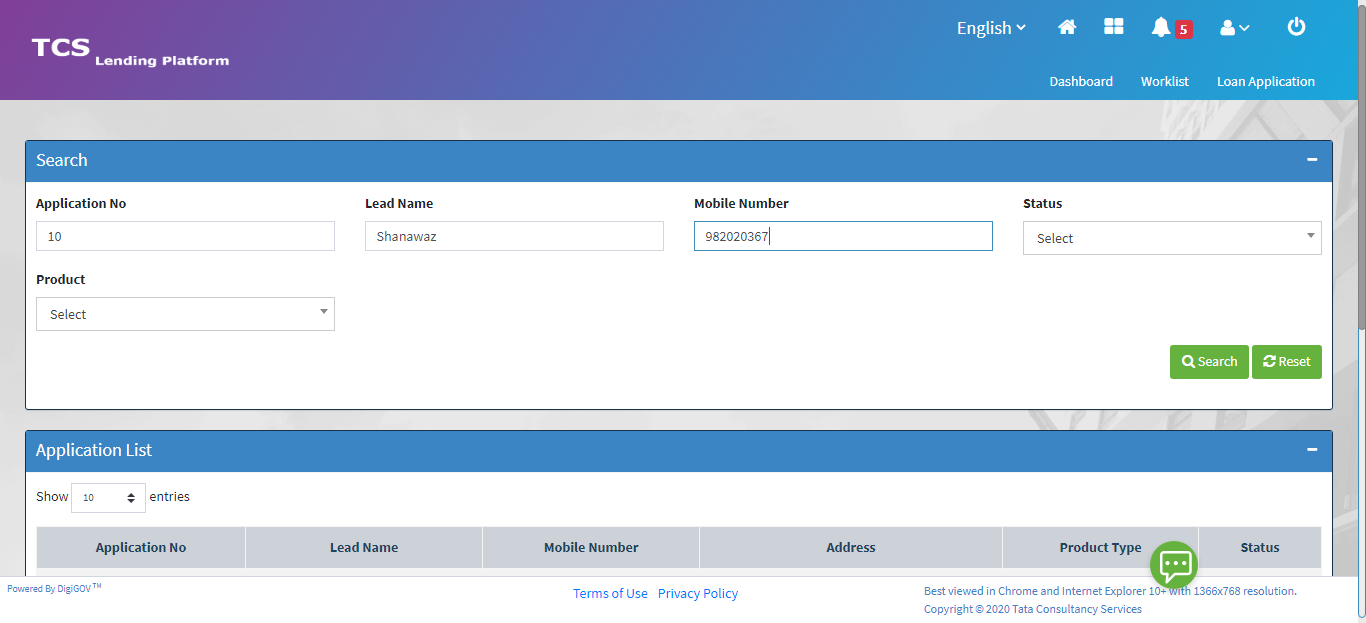 English
5
TCS Lending Platform
Dashboard Worklist Loan Application
Search
Application No Lead Name Mobile Number Status
10 Shanawaz 982020367 Select
Product
Select
Search Reset
Application List
Show 10 entries
Application No Lead Name Mobile Number Address Product Type Status
Powered By DigiGOV TM
Terms of Use Privacy Policy
Best viewed in Chrome and Internet Explorer 10+ with 1366x768 resolution.
Copyright © 2020 Tata Consultancy Services